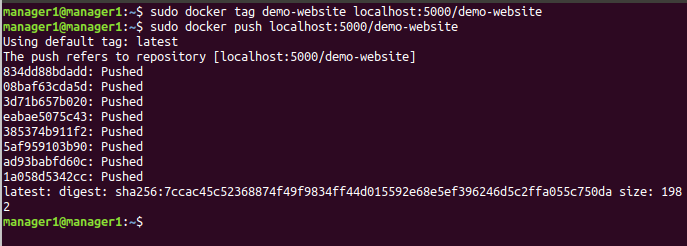 manager1@manager1:~$ sudo docker tag demo-website localhost:5000/demo-website
manager1@manager1:~$ sudo docker push localhost:5000/demo-website
Using default tag: latest
The push refers to repository [localhost:5000/demo-website]
834dd88bdadd: Pushed
08baf63cda5d: Pushed
3d71b657b020: Pushed
eabae5075c43: Pushed
385374b911f2: Pushed
5af959103b90: Pushed
ad93babfd60c: Pushed
1a058d5342cc: Pushed
latest: digest: sha256:7ccac45c52368874f49f9834ff44d015592e68e5ef396246d5c2ffa055c750da size: 198
2
manager1@manager1:~$